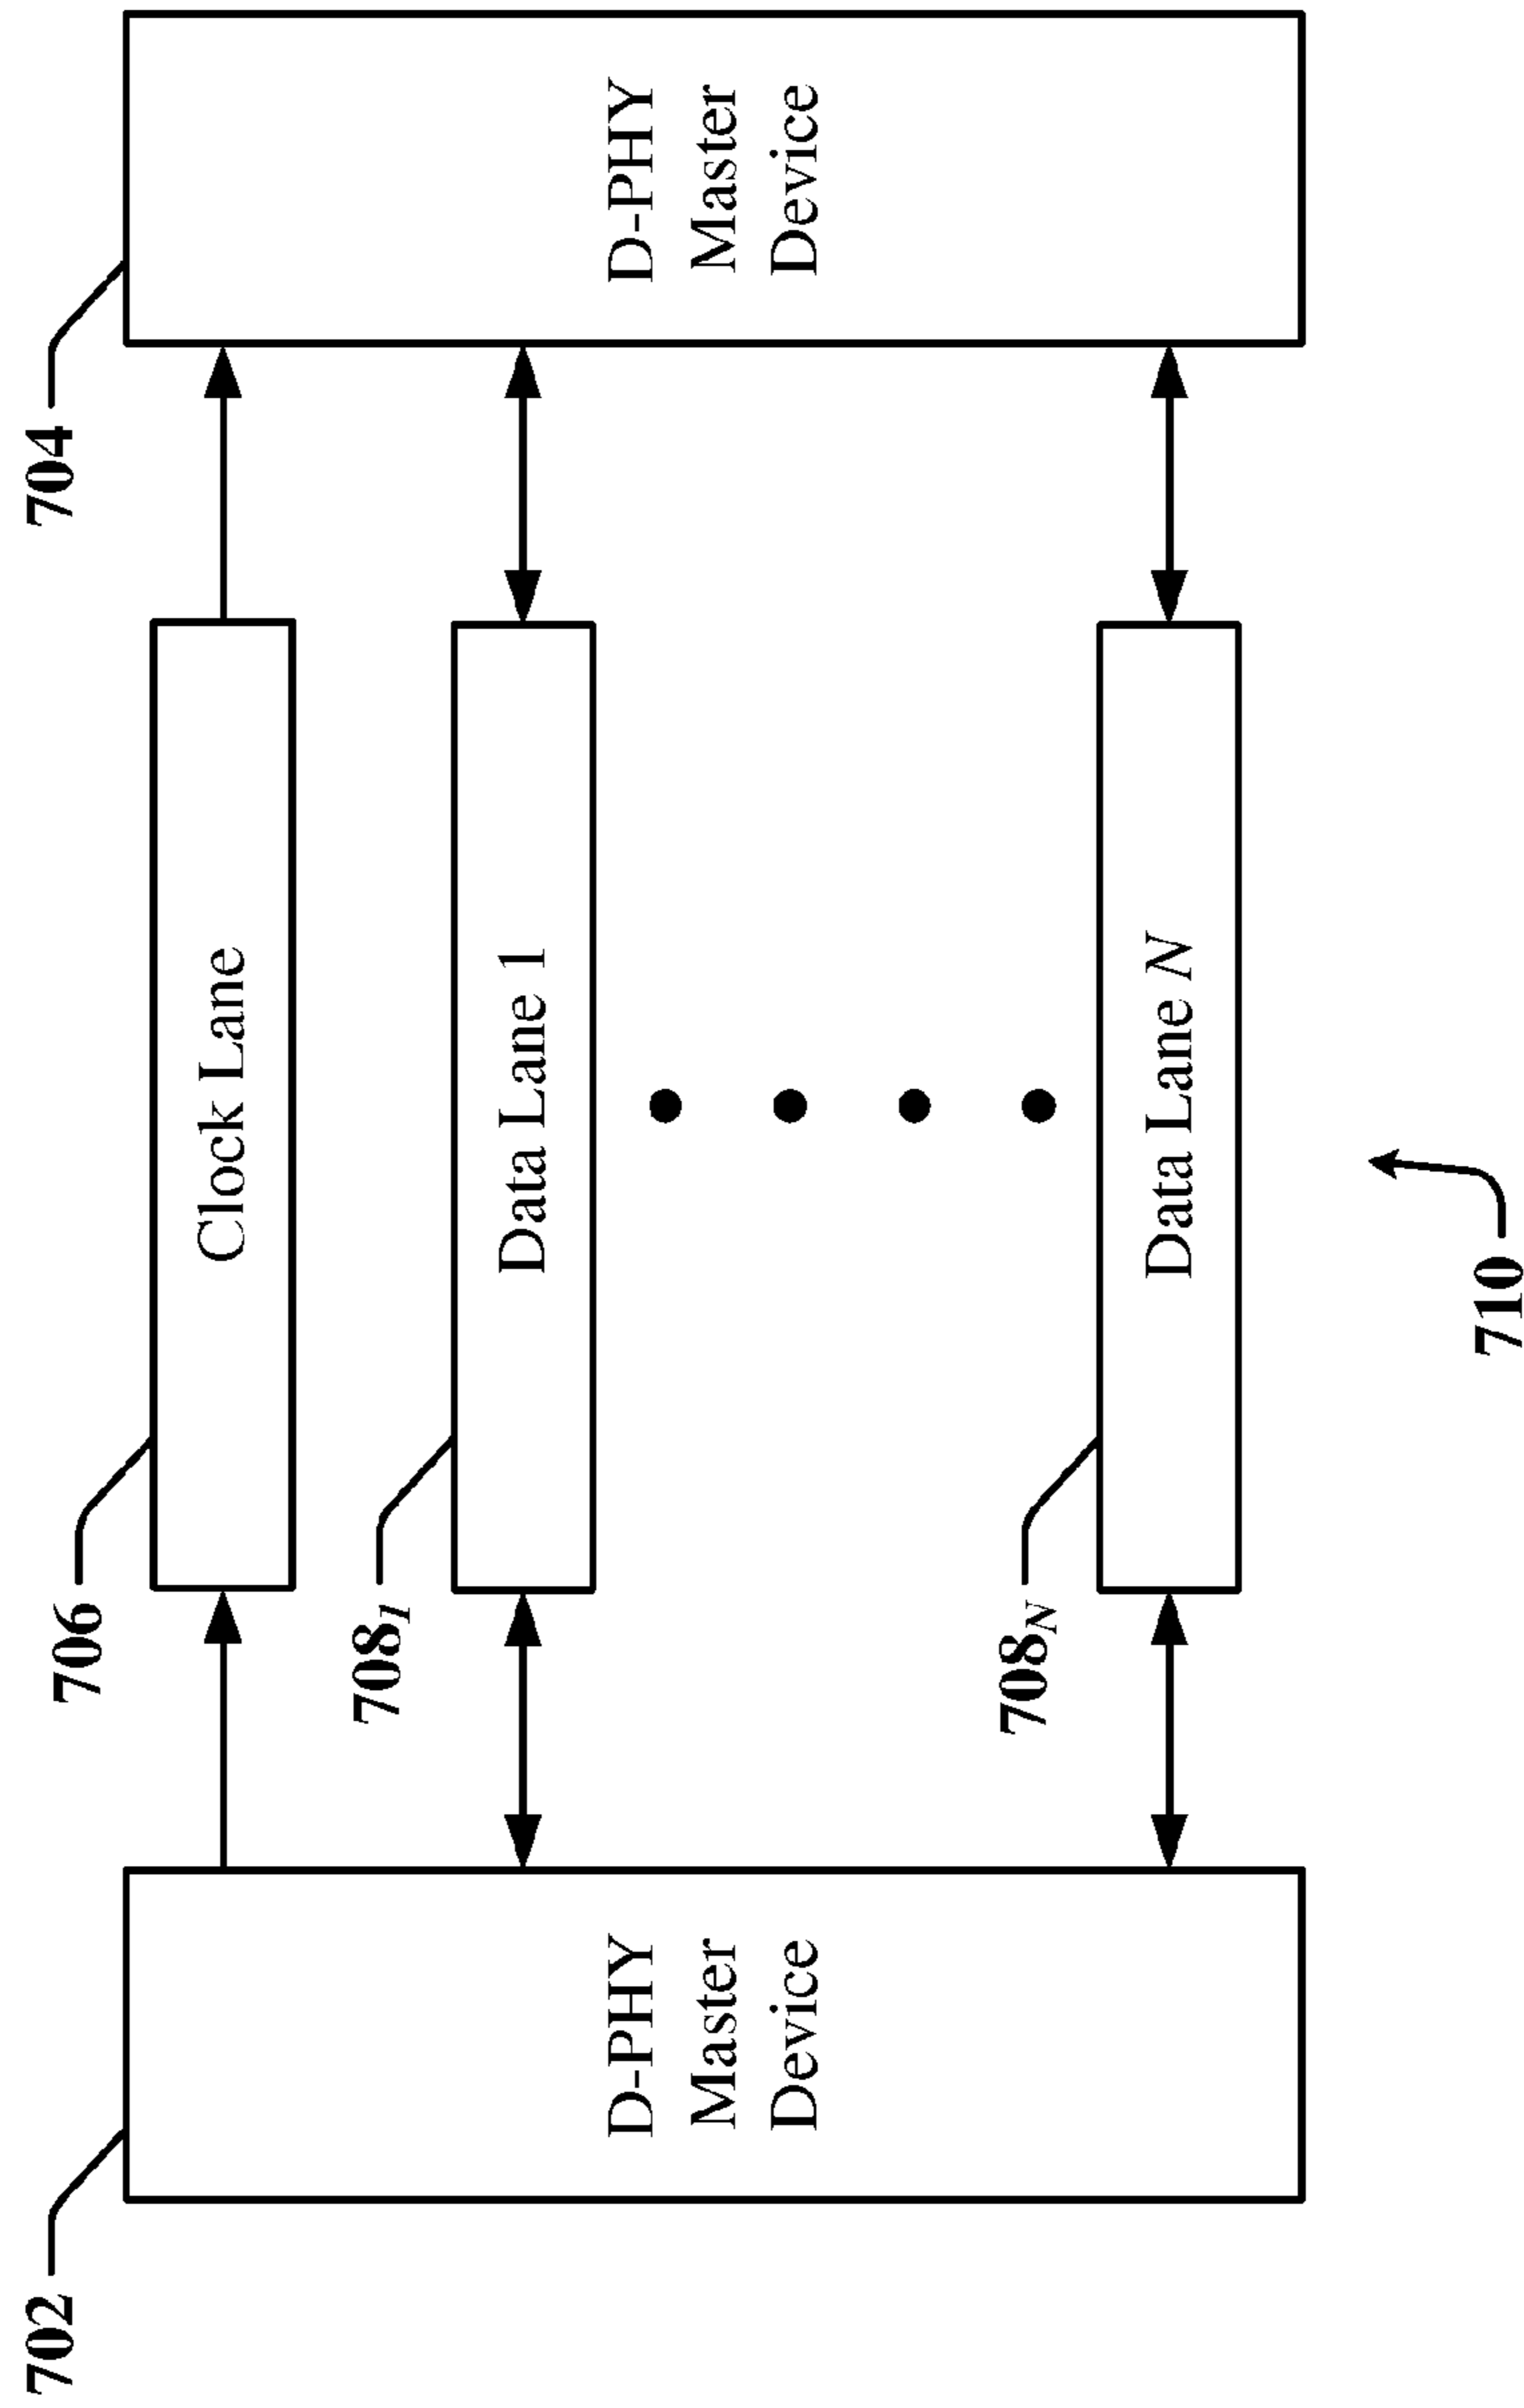 702
D-PHY
Master
Device
706
Clock Lane
708₁
Data Lane 1
708N
Data Lane N
704
D-PHY
Master
Device
710